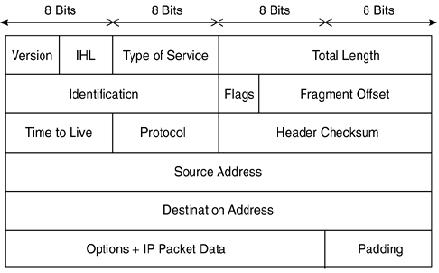 8 Bits 8 Bits 8 Bits 8 Bits
Version IHL Type of Service Total Length
Identification Flags Fragment Offset
Time to Live Protocol Header Checksum
Source Address
Destination Address
Options + IP Packet Data Padding